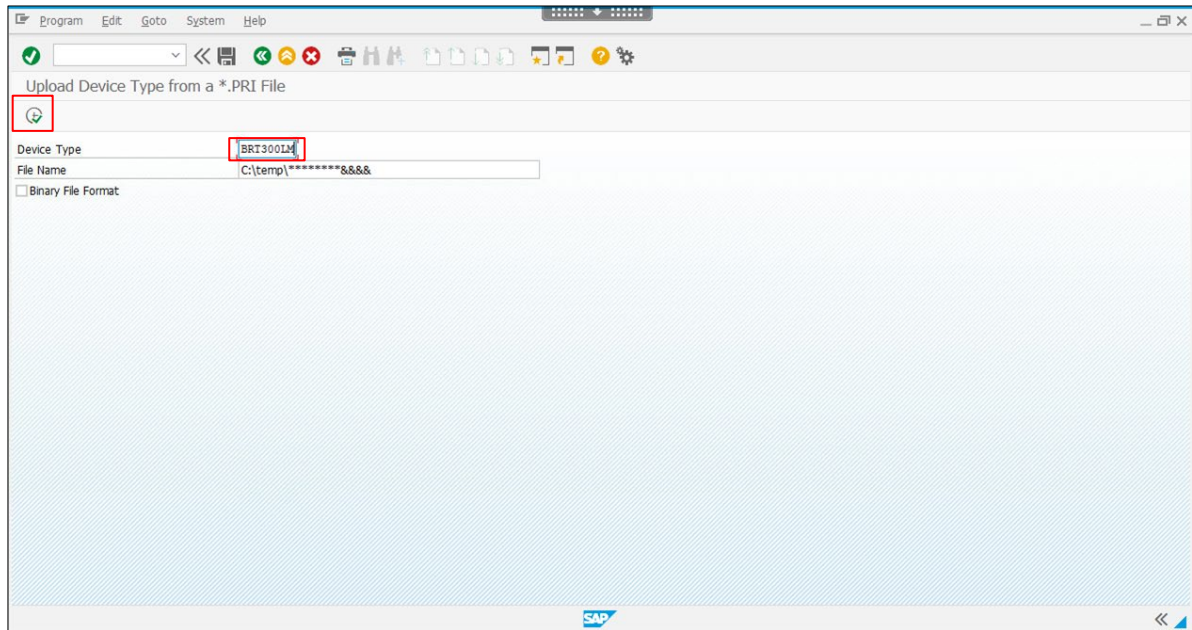 Program Edit Goto System Help
Upload Device Type from a *.PRI File
Device Type BRT300LM
File Name C:\temp\********&&&&
Binary File Format
SAP